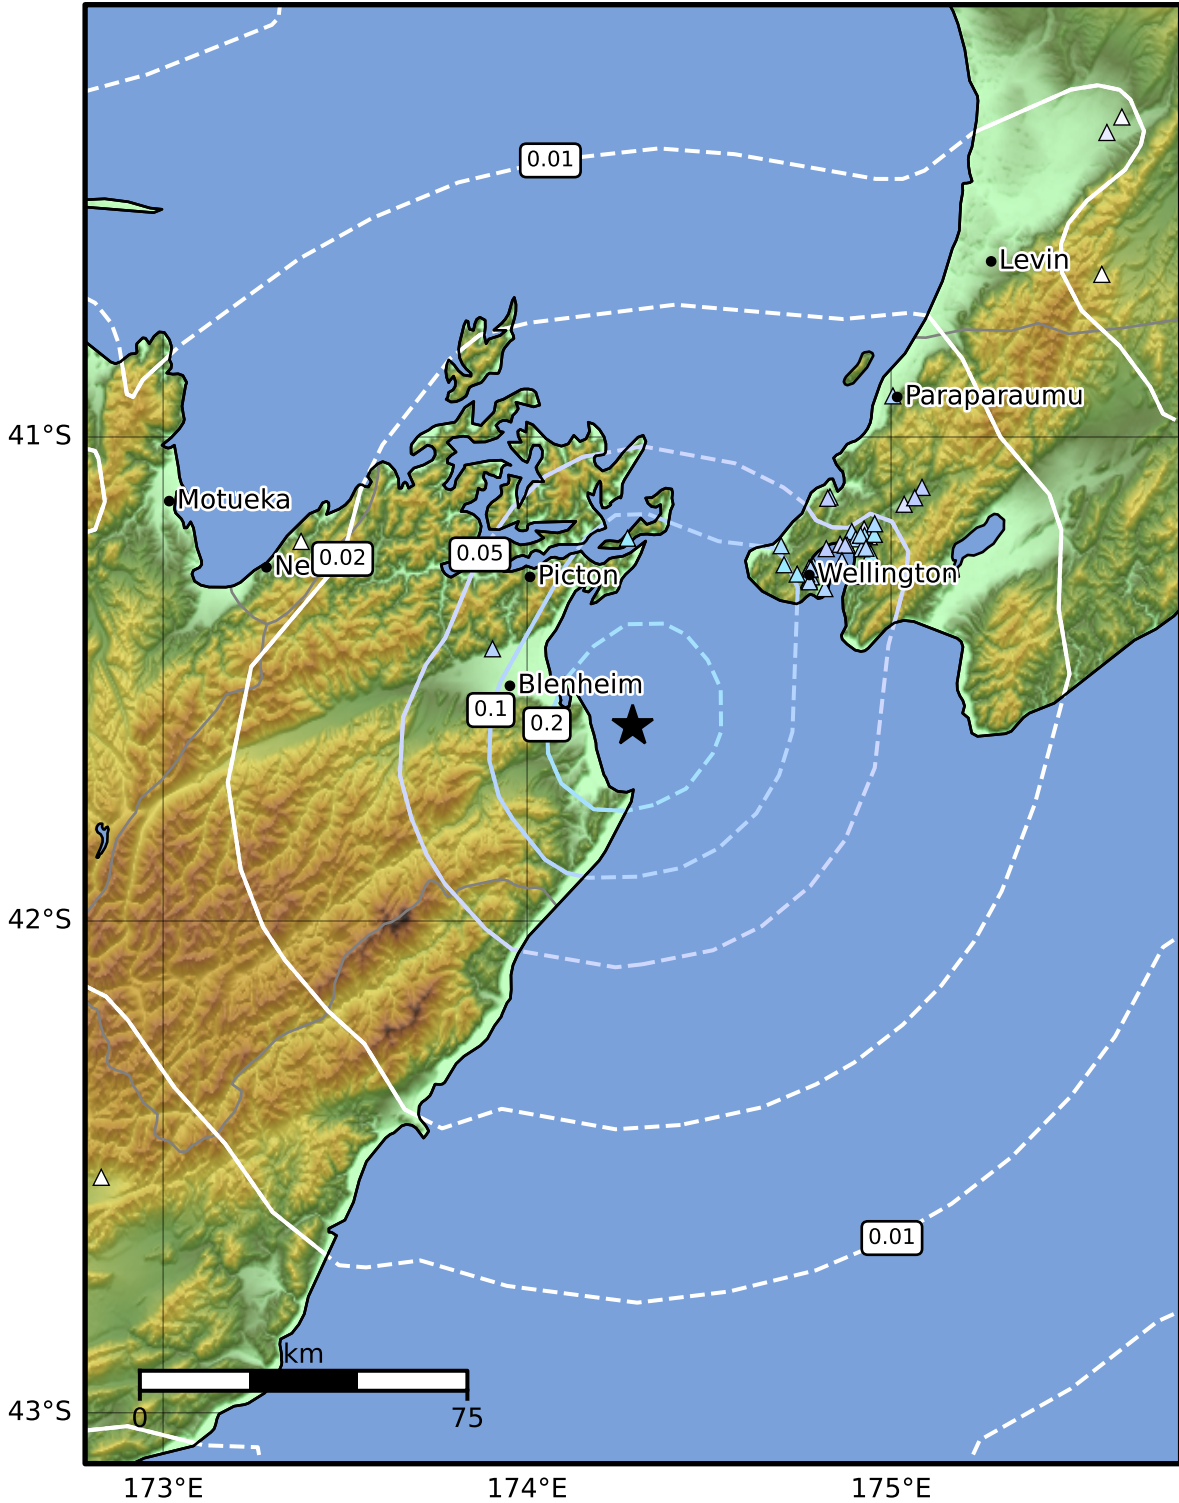 0.01
Levin
Paraparaumu
41°S
Motueka
Ne
0.02
0.05
Picton
Wellington
Blenheim
0.1
0.2
42°S
0.01
km
0
75
43°S
173°E
174°E
175°E